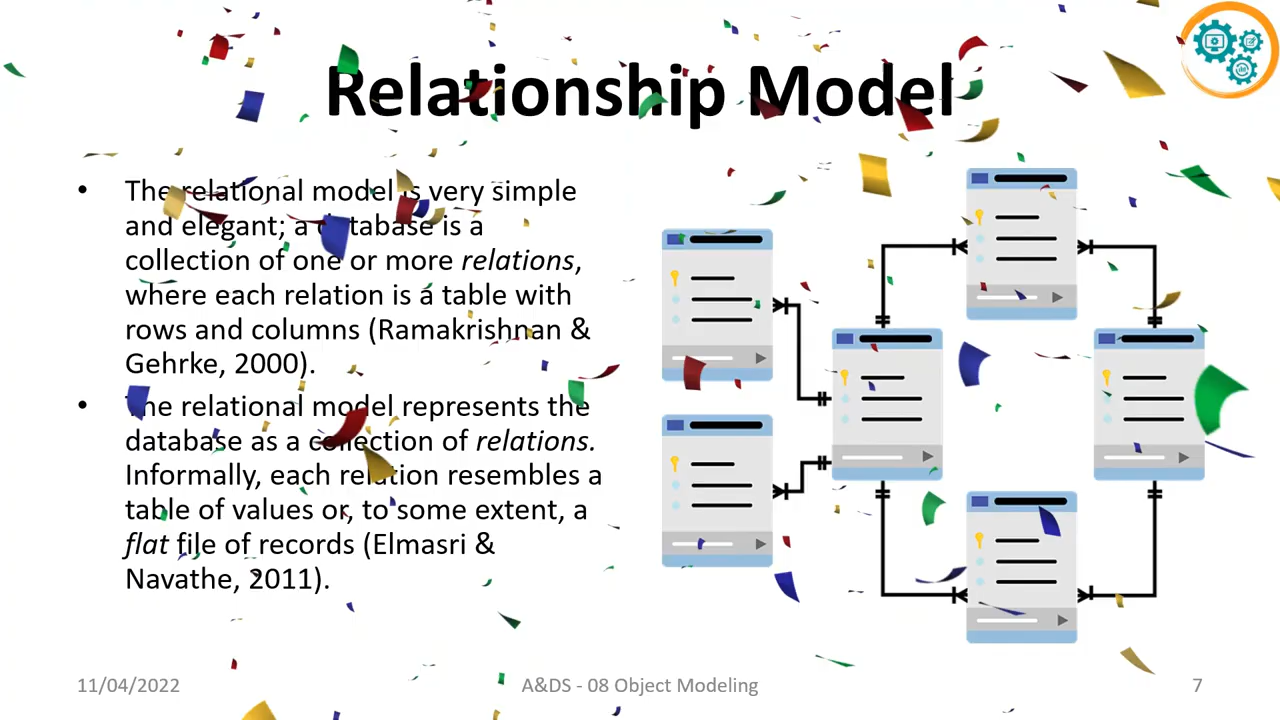 Relationship Model
• The relational model is very simple
and elegant; a database is a
collection of one or more relations,
where each relation is a table with
rows and columns (Ramakrishnan &
Gehrke, 2000).
• The relational model represents the
database as a collection of relations.
Informally, each relation resembles a
table of values or, to some extent, a
flat file of records (Elmasri &
Navathe, 2011).
11/04/2022
A&DS - 08 Object Modeling
7